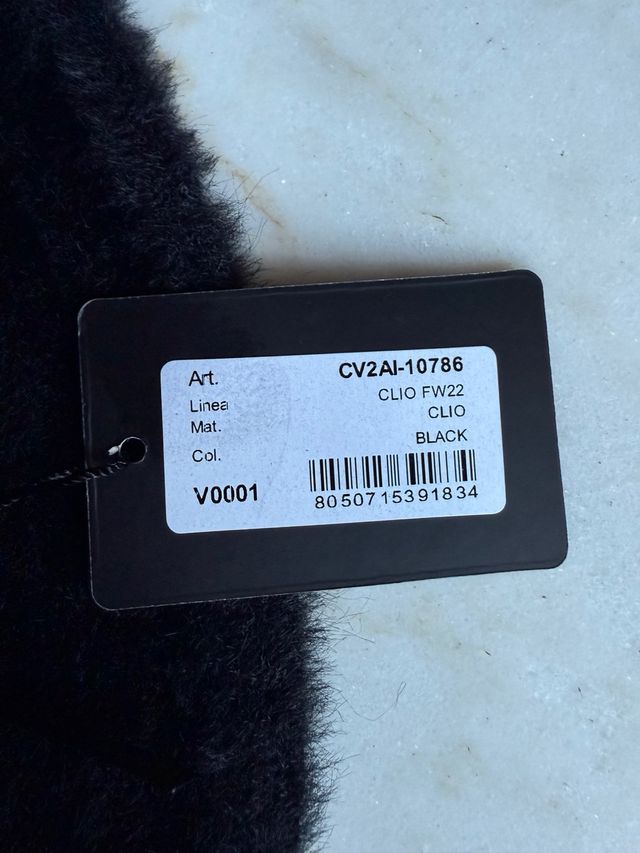 Art. CV2AI-10786
Linea CLIO FW22
Mat. CLIO
Col. BLACK
V0001 8050715391834